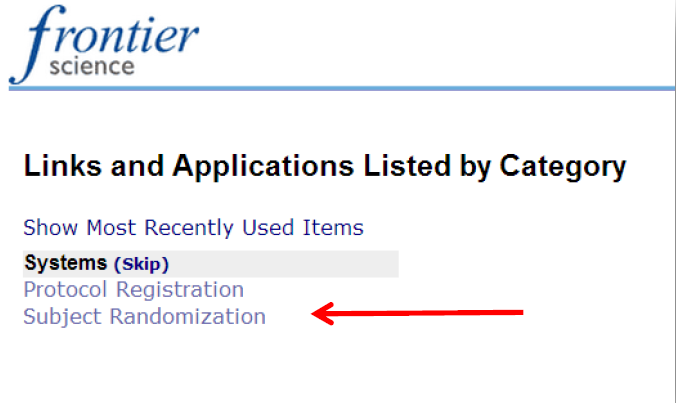 frontier
science
Links and Applications Listed by Category
Show Most Recently Used Items
Systems (Skip)
Protocol Registration
Subject Randomization